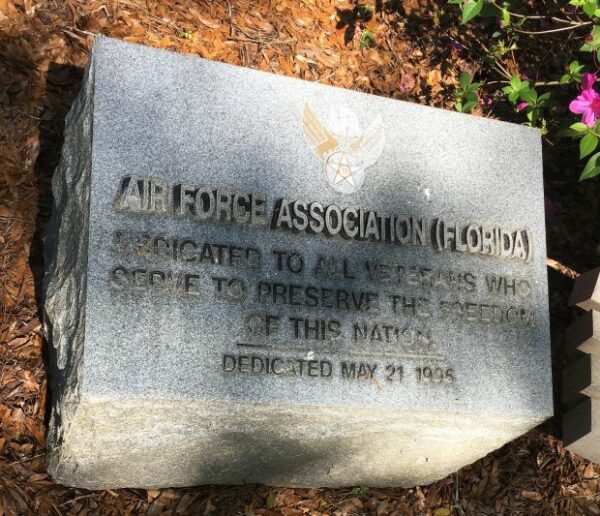 AIR FORCE ASSOCIATION (FLORIDA)
DEDICATED TO ALL VETERANS WHO
SERVE TO PRESERVE THE FREEDOM
OF THIS NATION
DEDICATED MAY 21 1995